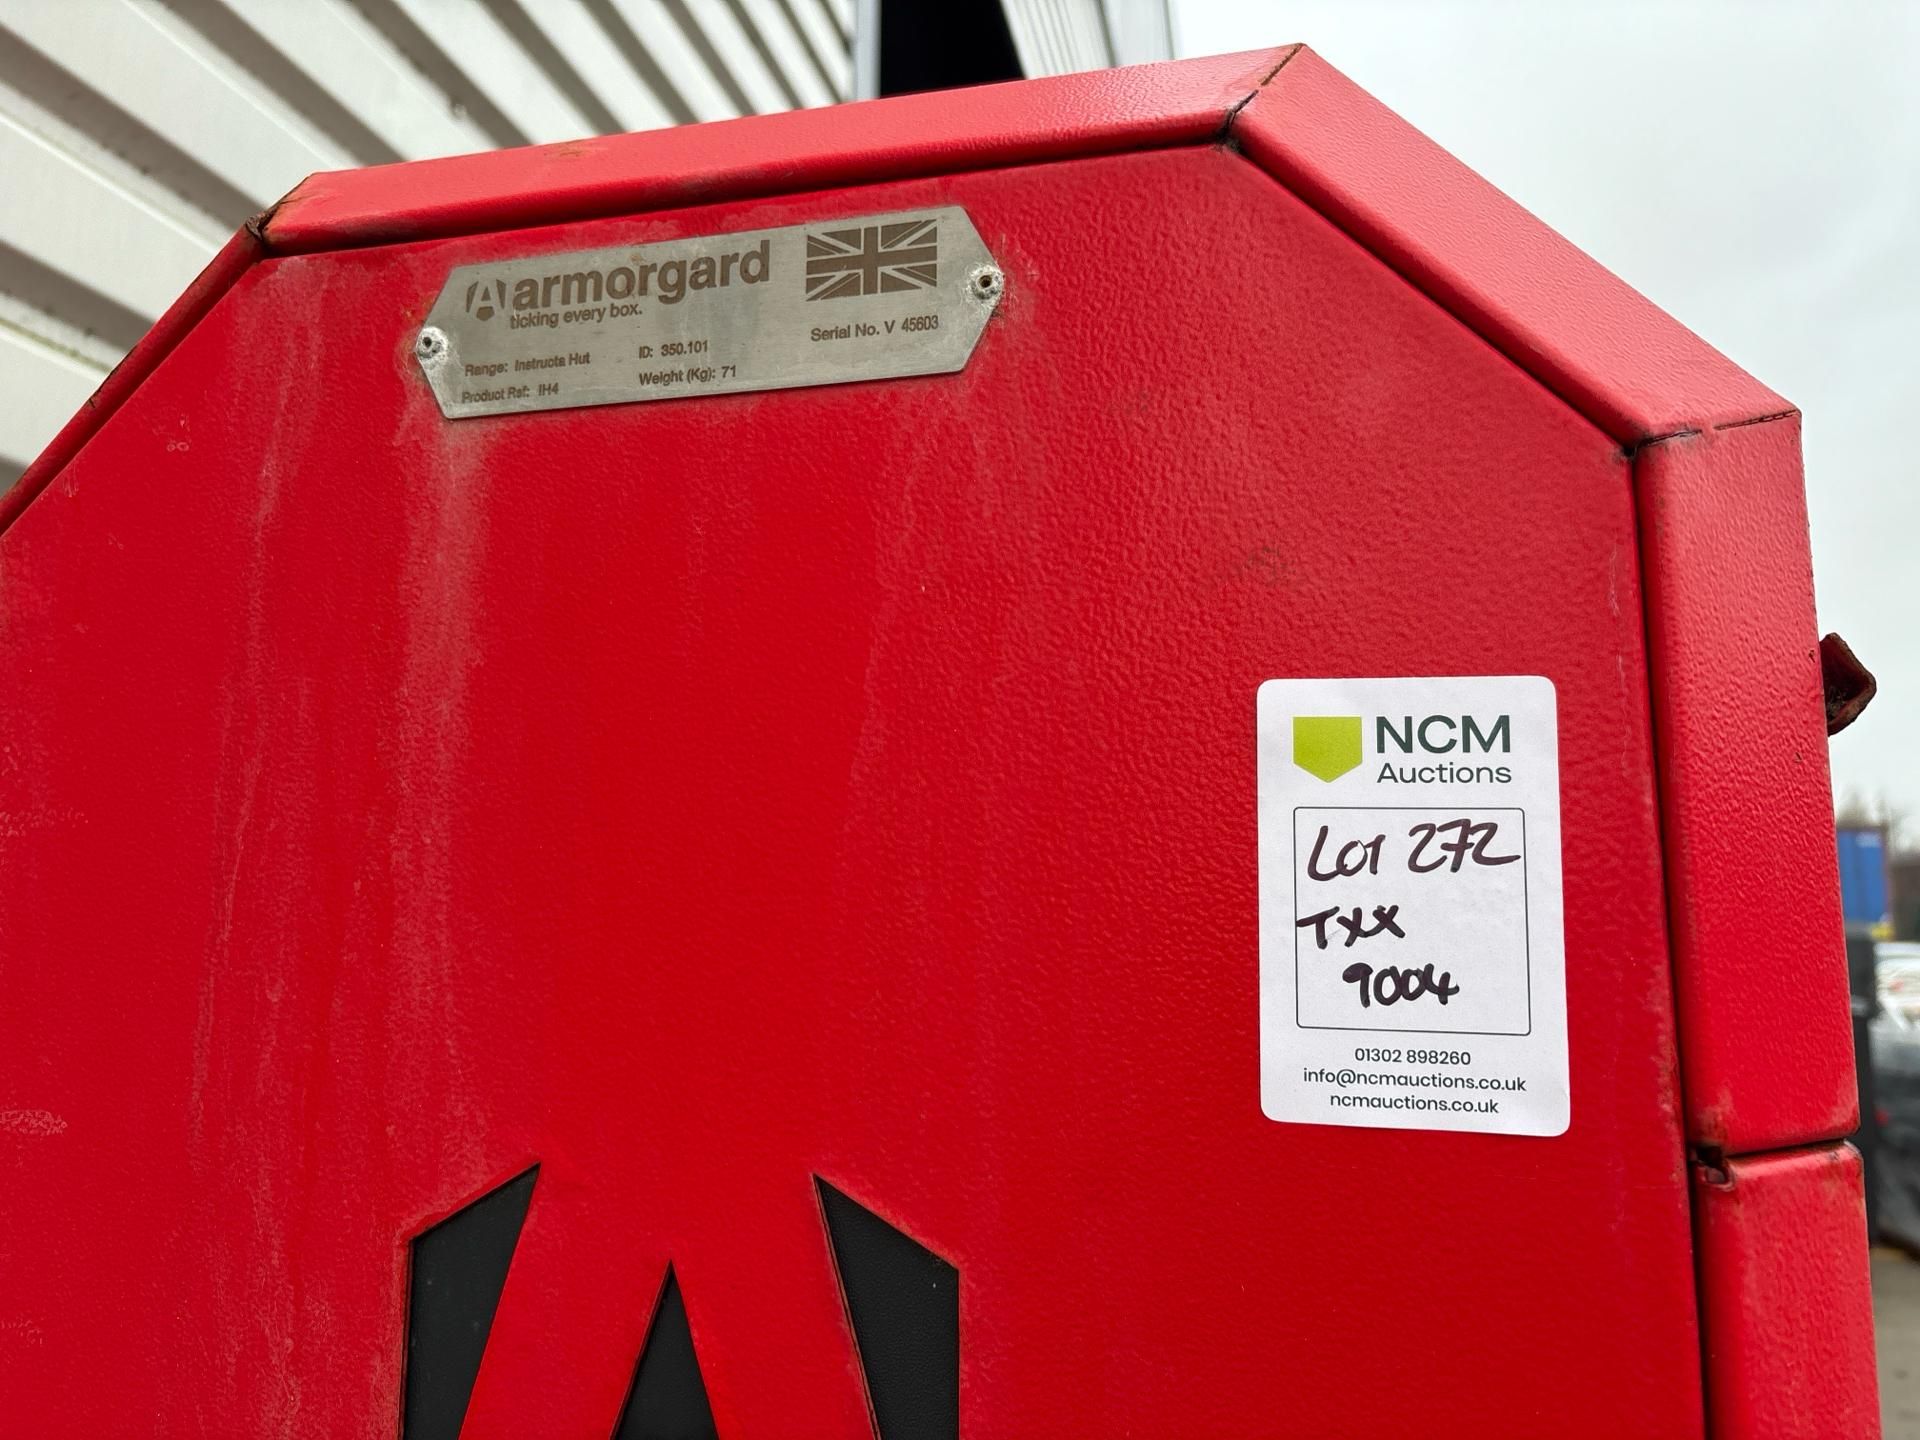 armorgard
ticking every box.
Serial No. V 45603
Range: Instructa Hut
ID: 350.101
Product Ref: IH4
Weight (Kg): 71
NCM
Auctions
LOT 272
TXX
9004
01302 898260
info@ncmauctions.co.uk
ncmauctions.co.uk